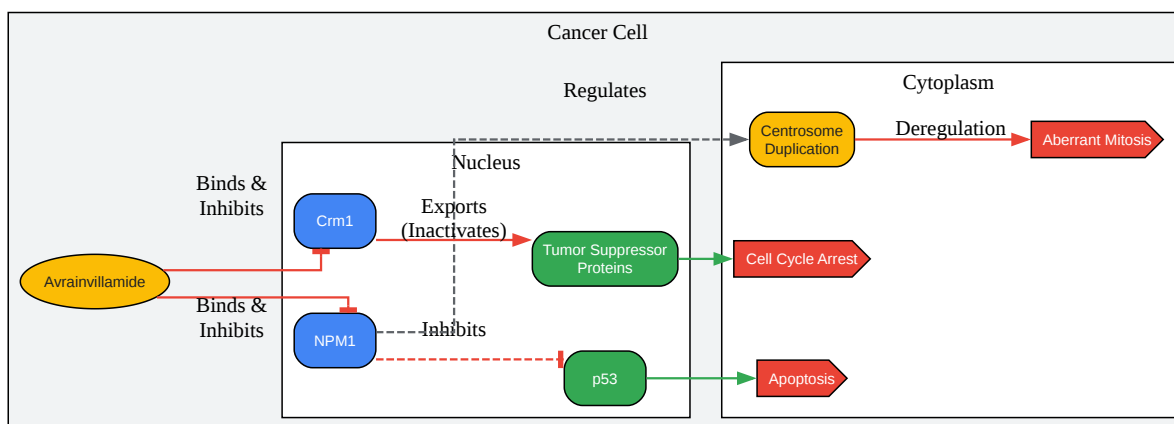 Cancer Cell
Cytoplasm
Regulates
Centrosome
Duplication
Deregulation
Aberrant Mitosis
Nucleus
Binds &
Inhibits
Crm1
Exports
(Inactivates)
Tumor Suppressor
Proteins
Cell Cycle Arrest
Avrainvillamide
Binds &
Inhibits
NPM1
Inhibits
p53
Apoptosis